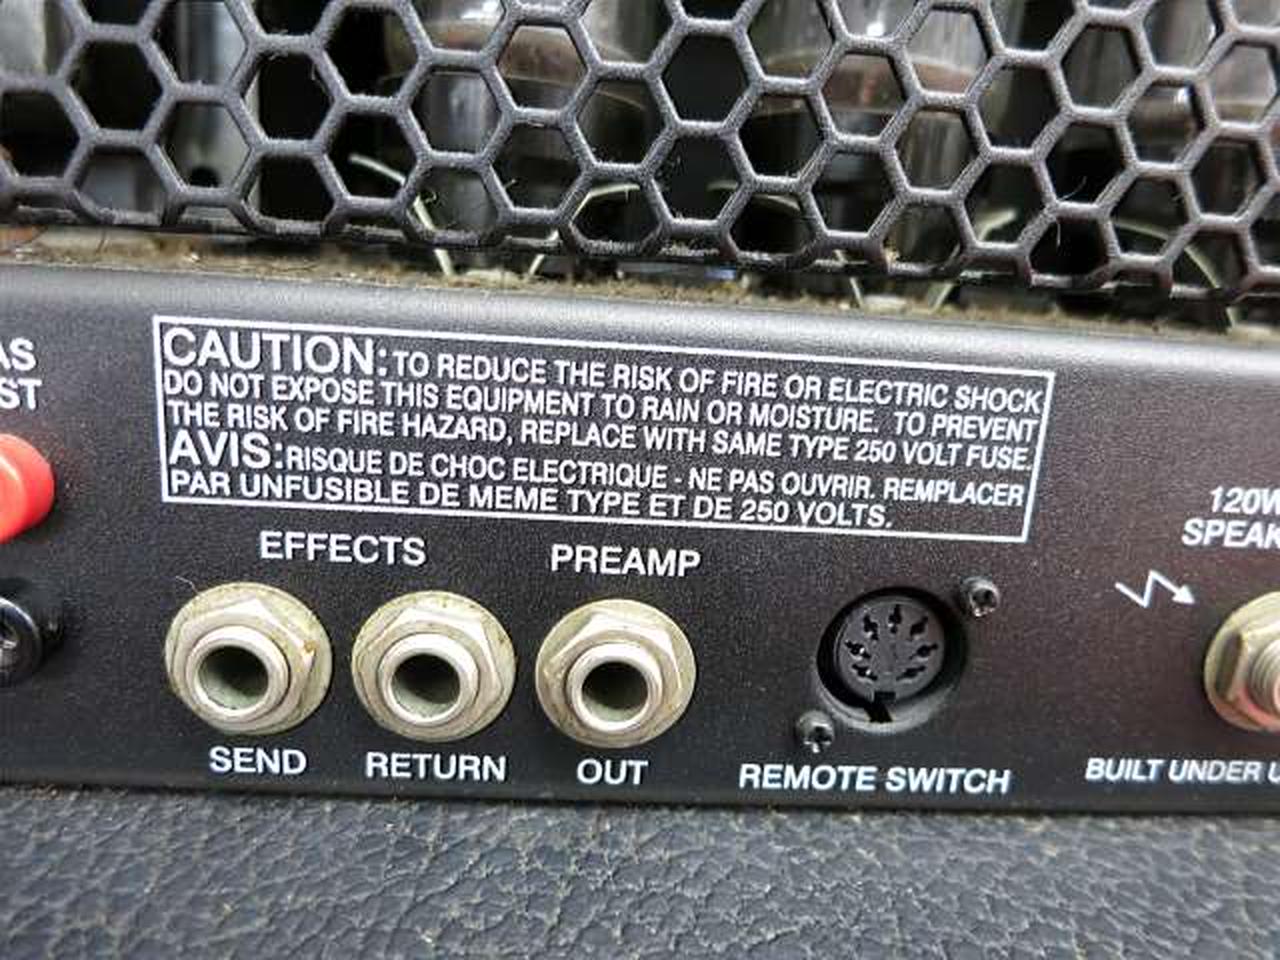 CAUTION: TO REDUCE THE RISK OF FIRE OR ELECTRIC SHOCK
DO NOT EXPOSE THIS EQUIPMENT TO RAIN OR MOISTURE. TO PREVENT
THE RISK OF FIRE HAZARD, REPLACE WITH SAME TYPE 250 VOLT FUSE.
AVIS: RISQUE DE CHOC ELECTRIQUE - NE PAS OUVRIR. REMPLACER
PAR UNFUSIBLE DE MEME TYPE ET DE 250 VOLTS.
AS
ST
EFFECTS
PREAMP
120W
SPEAK
SEND
RETURN
OUT
REMOTE SWITCH
BUILT UNDER U